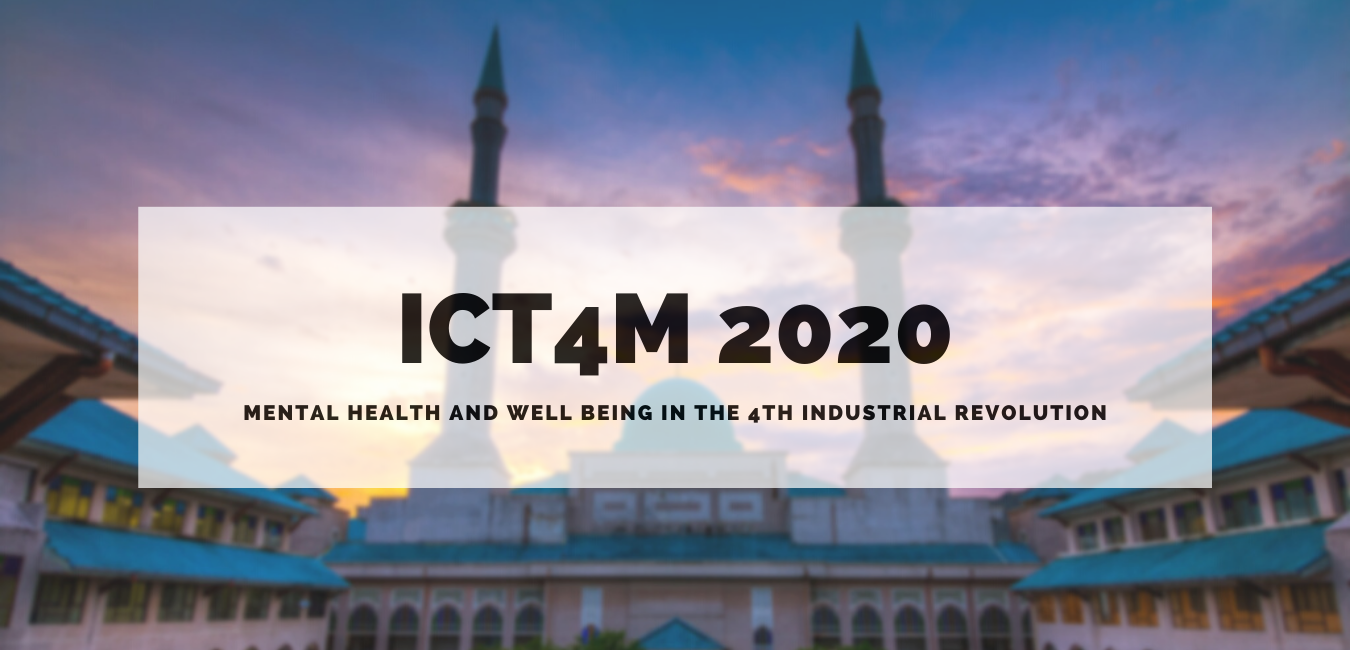 ICT4M 2020
MENTAL HEALTH AND WELL BEING IN THE 4TH INDUSTRIAL REVOLUTION